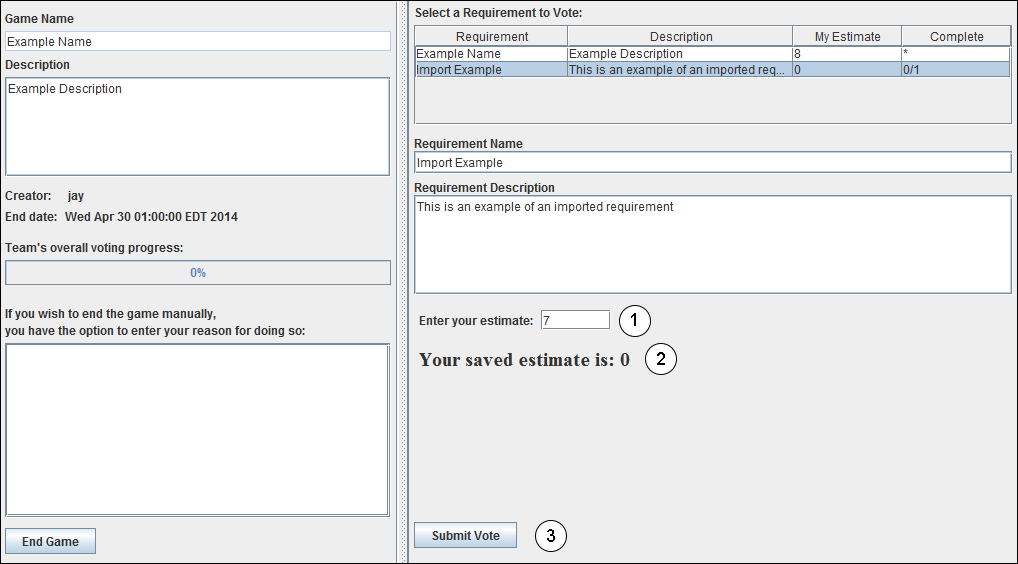 Game Name
Example Name
Description
Example Description
Creator: jay
End date: Wed Apr 30 01:00:00 EDT 2014
Team's overall voting progress:
0%
If you wish to end the game manually,
you have the option to enter your reason for doing so:
End Game
Select a Requirement to Vote:
Requirement Description My Estimate Complete
Example Name Example Description 8 *
Import Example This is an example of an imported req... 0 0/1
Requirement Name
Import Example
Requirement Description
This is an example of an imported requirement
Enter your estimate: 7 1
Your saved estimate is: 0 2
Submit Vote 3